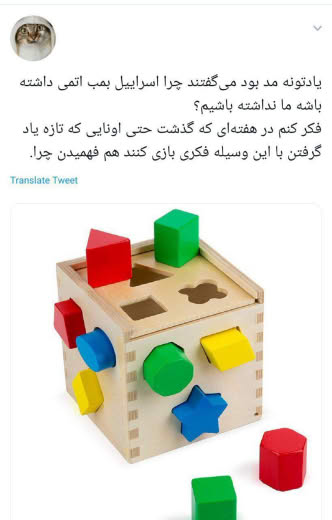 یادتونه مد بود می‌گفتند چرا اسراییل بمب اتمی داشته
باشه ما نداشته باشیم؟
فکر کنم در هفته‌ای که گذشت حتی اونایی که تازه یاد
گرفتن با این وسیله فکری بازی کنند هم فهمیدن چرا.
Translate Tweet